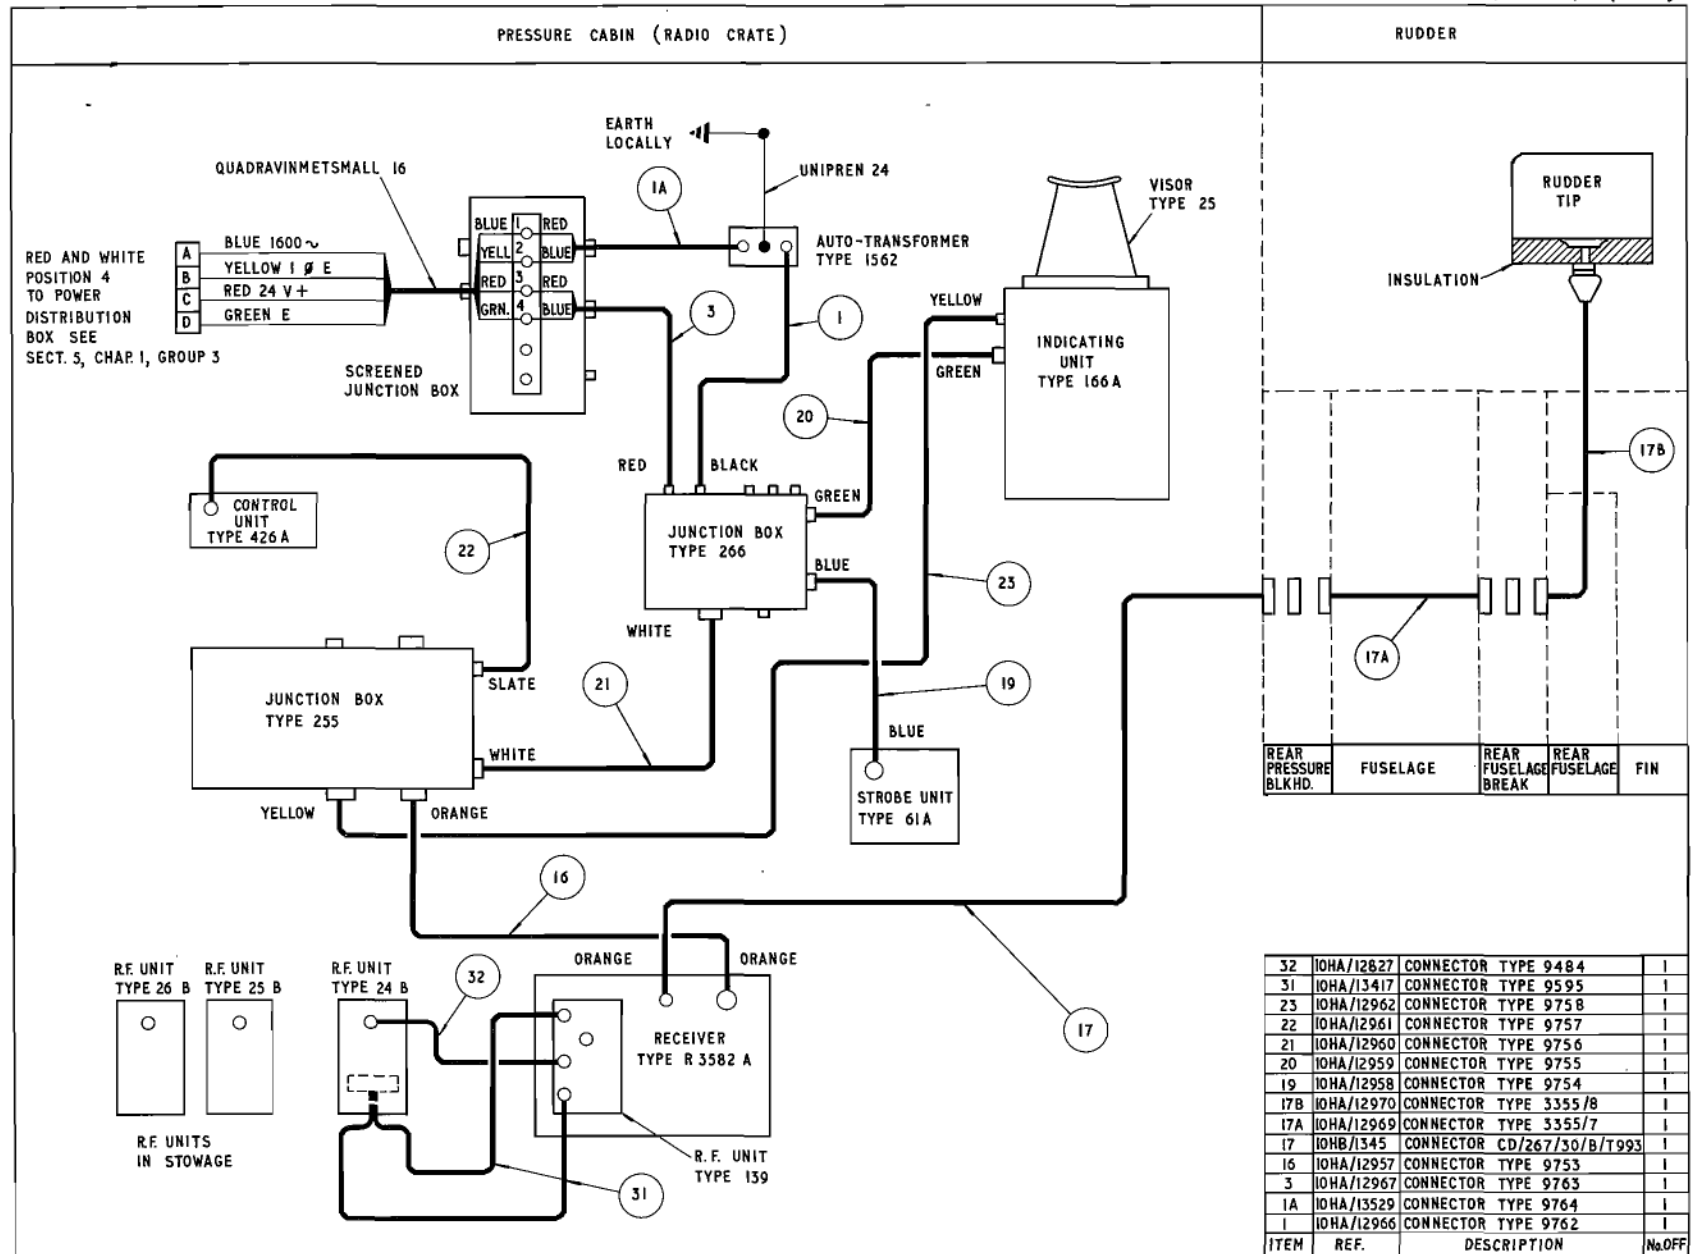 PRESSURE CABIN (RADIO CRATE)
RUDDER
EARTH
LOCALLY
QUADRAVINMETSMALL 16
1A
UNIPREN 24
VISOR
TYPE 25
RUDDER
TIP
BLUE 1 RED
YELL 2 BLUE
RED 3 RED
GRN. 4 BLUE
AUTO-TRANSFORMER
TYPE 1562
RED AND WHITE
POSITION 4
TO POWER
DISTRIBUTION
BOX SEE
SECT. 5, CHAP. 1, GROUP 3
A BLUE 1600~
B YELLOW 1 Ø E
C RED 24 V+
D GREEN E
INSULATION
YELLOW
3
1
INDICATING
UNIT
TYPE 166A
GREEN
SCREENED
JUNCTION BOX
20
17B
RED
BLACK
GREEN
CONTROL
UNIT
TYPE 426A
22
JUNCTION BOX
TYPE 266
BLUE
23
WHITE
17A
SLATE
21
19
JUNCTION BOX
TYPE 255
BLUE
WHITE
REAR
PRESSURE
BLKHD.
FUSELAGE
REAR
FUSELAGE
BREAK
REAR
FUSELAGE
FIN
STROBE UNIT
TYPE 61A
YELLOW
ORANGE
16
ORANGE
ORANGE
R.F. UNIT
TYPE 26 B
R.F. UNIT
TYPE 25 B
R.F. UNIT
TYPE 24 B
32
17
RECEIVER
TYPE R 3582 A
R.F. UNITS
IN STOWAGE
R.F. UNIT
TYPE 139
31
32 10HA/12827 CONNECTOR TYPE 9484 1
31 10HA/13417 CONNECTOR TYPE 9595 1
23 10HA/12962 CONNECTOR TYPE 9758 1
22 10HA/12961 CONNECTOR TYPE 9757 1
21 10HA/12960 CONNECTOR TYPE 9756 1
20 10HA/12959 CONNECTOR TYPE 9755 1
19 10HA/12958 CONNECTOR TYPE 9754 1
17B 10HA/12970 CONNECTOR TYPE 3355/8 1
17A 10HA/12969 CONNECTOR TYPE 3355/7 1
17 10HB/1345 CONNECTOR CD/267/30/B/T993 1
16 10HA/12957 CONNECTOR TYPE 9753 1
3 10HA/12967 CONNECTOR TYPE 9763 1
1A 10HA/13529 CONNECTOR TYPE 9764 1
1 10HA/12966 CONNECTOR TYPE 9762 1
ITEM REF. DESCRIPTION No.OFF